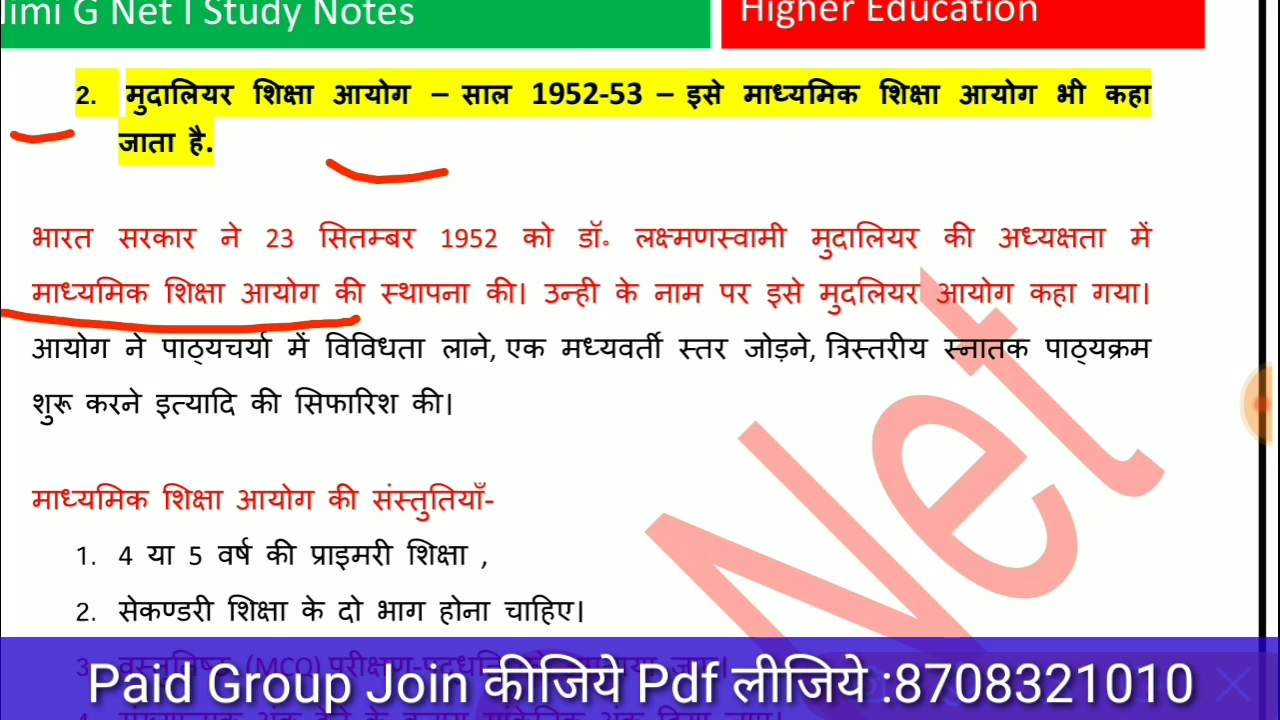 imi G Net l Study Notes
Higher Education
2. मुदालियर शिक्षा आयोग – साल 1952-53 – इसे माध्यमिक शिक्षा आयोग भी कहा
जाता है.
भारत सरकार ने 23 सितम्बर 1952 को डॉ॰ लक्ष्मणस्वामी मुदालियर की अध्यक्षता में
माध्यमिक शिक्षा आयोग की स्थापना की। उन्ही के नाम पर इसे मुदलियर आयोग कहा गया।
आयोग ने पाठ्यचर्या में विविधता लाने, एक मध्यवर्ती स्तर जोड़ने, त्रिस्तरीय स्नातक पाठ्यक्रम
शुरू करने इत्यादि की सिफारिश की।
माध्यमिक शिक्षा आयोग की संस्तुतियाँ-
1. 4 या 5 वर्ष की प्राइमरी शिक्षा ,
2. सेकण्डरी शिक्षा के दो भाग होना चाहिए।
3. (MCO)
Paid Group Join कीजिये Pdf लीजिये :8708321010
Net